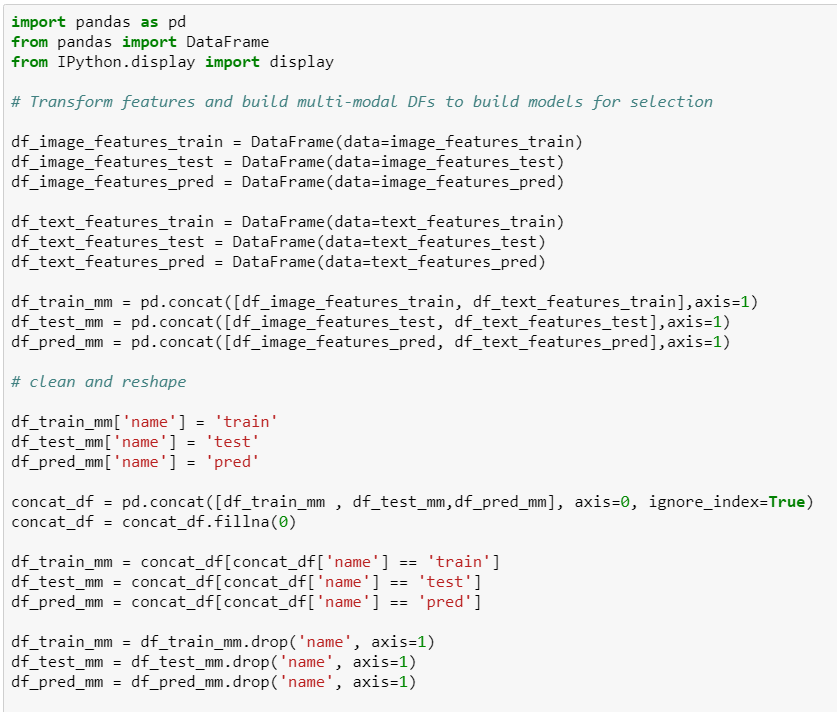 import pandas as pd
from pandas import DataFrame
from IPython.display import display
# Transform features and build multi-modal DFs to build models for selection
df_image_features_train = DataFrame(data=image_features_train)
df_image_features_test = DataFrame(data=image_features_test)
df_image_features_pred = DataFrame(data=image_features_pred)
df_text_features_train = DataFrame(data=text_features_train)
df_text_features_test = DataFrame(data=text_features_test)
df_text_features_pred = DataFrame(data=text_features_pred)
df_train_mm = pd.concat([df_image_features_train, df_text_features_train],axis=1)
df_test_mm = pd.concat([df_image_features_test, df_text_features_test],axis=1)
df_pred_mm = pd.concat([df_image_features_pred, df_text_features_pred],axis=1)
# clean and reshape
df_train_mm['name'] = 'train'
df_test_mm['name'] = 'test'
df_pred_mm['name'] = 'pred'
concat_df = pd.concat([df_train_mm , df_test_mm,df_pred_mm], axis=0, ignore_index=True)
concat_df = concat_df.fillna(0)
df_train_mm = concat_df[concat_df['name'] == 'train']
df_test_mm = concat_df[concat_df['name'] == 'test']
df_pred_mm = concat_df[concat_df['name'] == 'pred']
df_train_mm = df_train_mm.drop('name', axis=1)
df_test_mm = df_test_mm.drop('name', axis=1)
df_pred_mm = df_pred_mm.drop('name', axis=1)